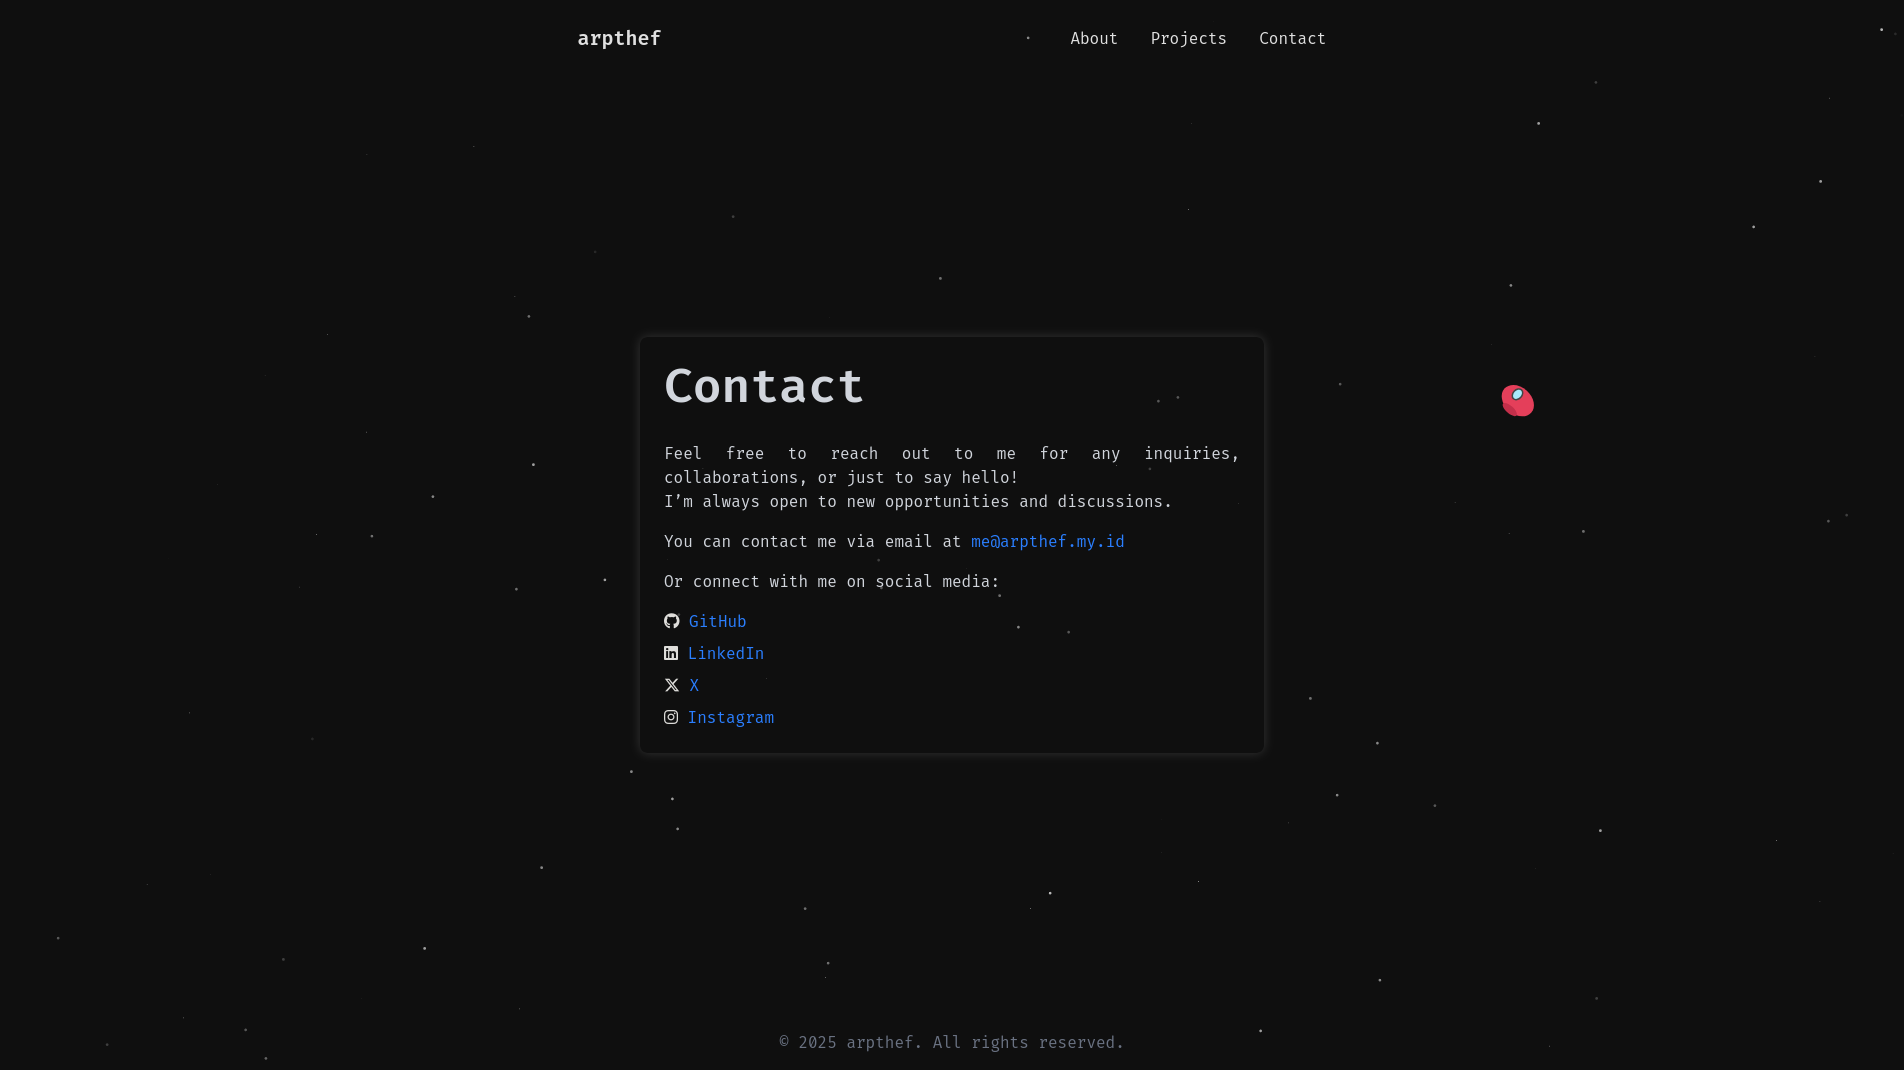 arpthef
About
Projects
Contact
Contact
Feel free to reach out to me for any inquiries,
collaborations, or just to say hello!
I’m always open to new opportunities and discussions.
You can contact me via email at me@arpthef.my.id
Or connect with me on social media:
GitHub
LinkedIn
X
Instagram
© 2025 arpthef. All rights reserved.